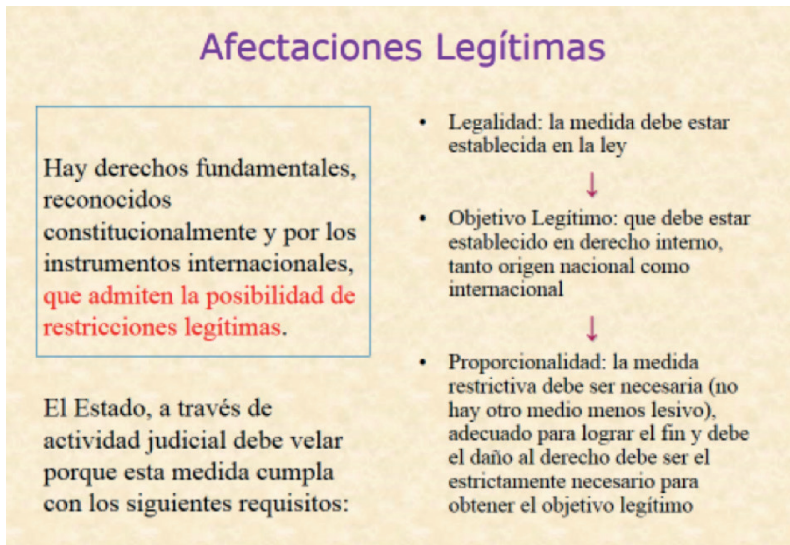 Afectaciones Legítimas
Hay derechos fundamentales,
reconocidos
constitucionalmente y por los
instrumentos internacionales,
que admiten la posibilidad de
restricciones legítimas.
El Estado, a través de
actividad judicial debe velar
porque esta medida cumpla
con los siguientes requisitos:
• Legalidad: la medida debe estar
establecida en la ley
↓
• Objetivo Legítimo: que debe estar
establecido en derecho interno,
tanto origen nacional como
internacional
↓
• Proporcionalidad: la medida
restrictiva debe ser necesaria (no
hay otro medio menos lesivo),
adecuado para lograr el fin y debe
el daño al derecho debe ser el
estrictamente necesario para
obtener el objetivo legítimo